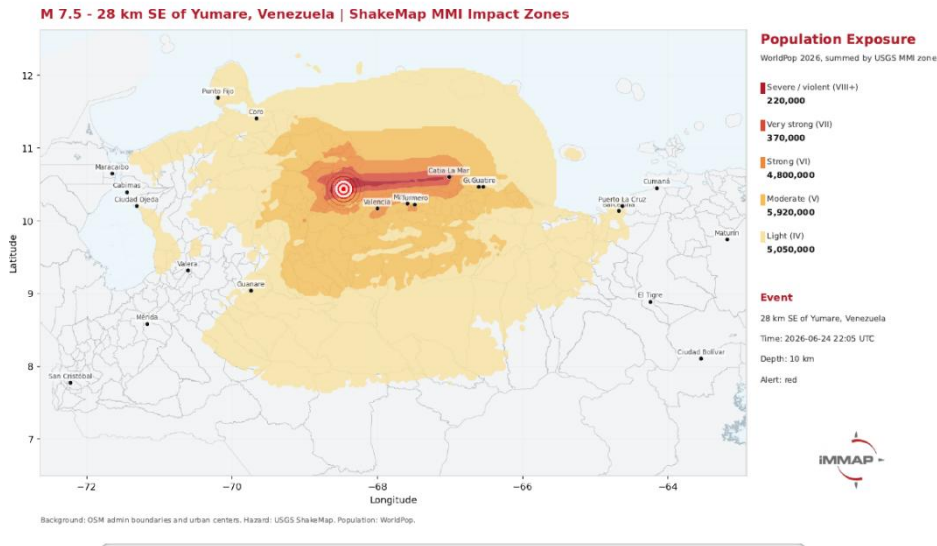 M 7.5 - 28 km SE of Yumare, Venezuela | ShakeMap MMI Impact Zones
Population Exposure
WorldPop 2026, summed by USGS MMI zone
Severe / violent (VIII+)
220,000
Very strong (VII)
370,000
Strong (VI)
4,800,000
Moderate (V)
5,920,000
Light (IV)
5,050,000
Event
28 km SE of Yumare, Venezuela
Time: 2026-06-24 22:05 UTC
Depth: 10 km
Alert: red
iMMAP
Latitude
12
11
10
9
8
7
Punto Fijo
Coro
Maracaibo
Cabimas
Ciudad Ojeda
Catia La Mar
Guatire
Cumaná
Valencia
Turmero
Puerto La Cruz
Maturín
Valera
Guanare
El Tigre
Mérida
Ciudad Bolívar
San Cristóbal
−72
−70
−68
−66
−64
Longitude
Background: OSM admin boundaries and urban centers. Hazard: USGS ShakeMap. Population: WorldPop.